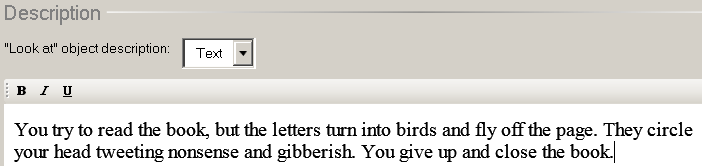 Description
"Look at" object description: Text
B I U
You try to read the book, but the letters turn into birds and fly off the page. They circle
your head tweeting nonsense and gibberish. You give up and close the book.